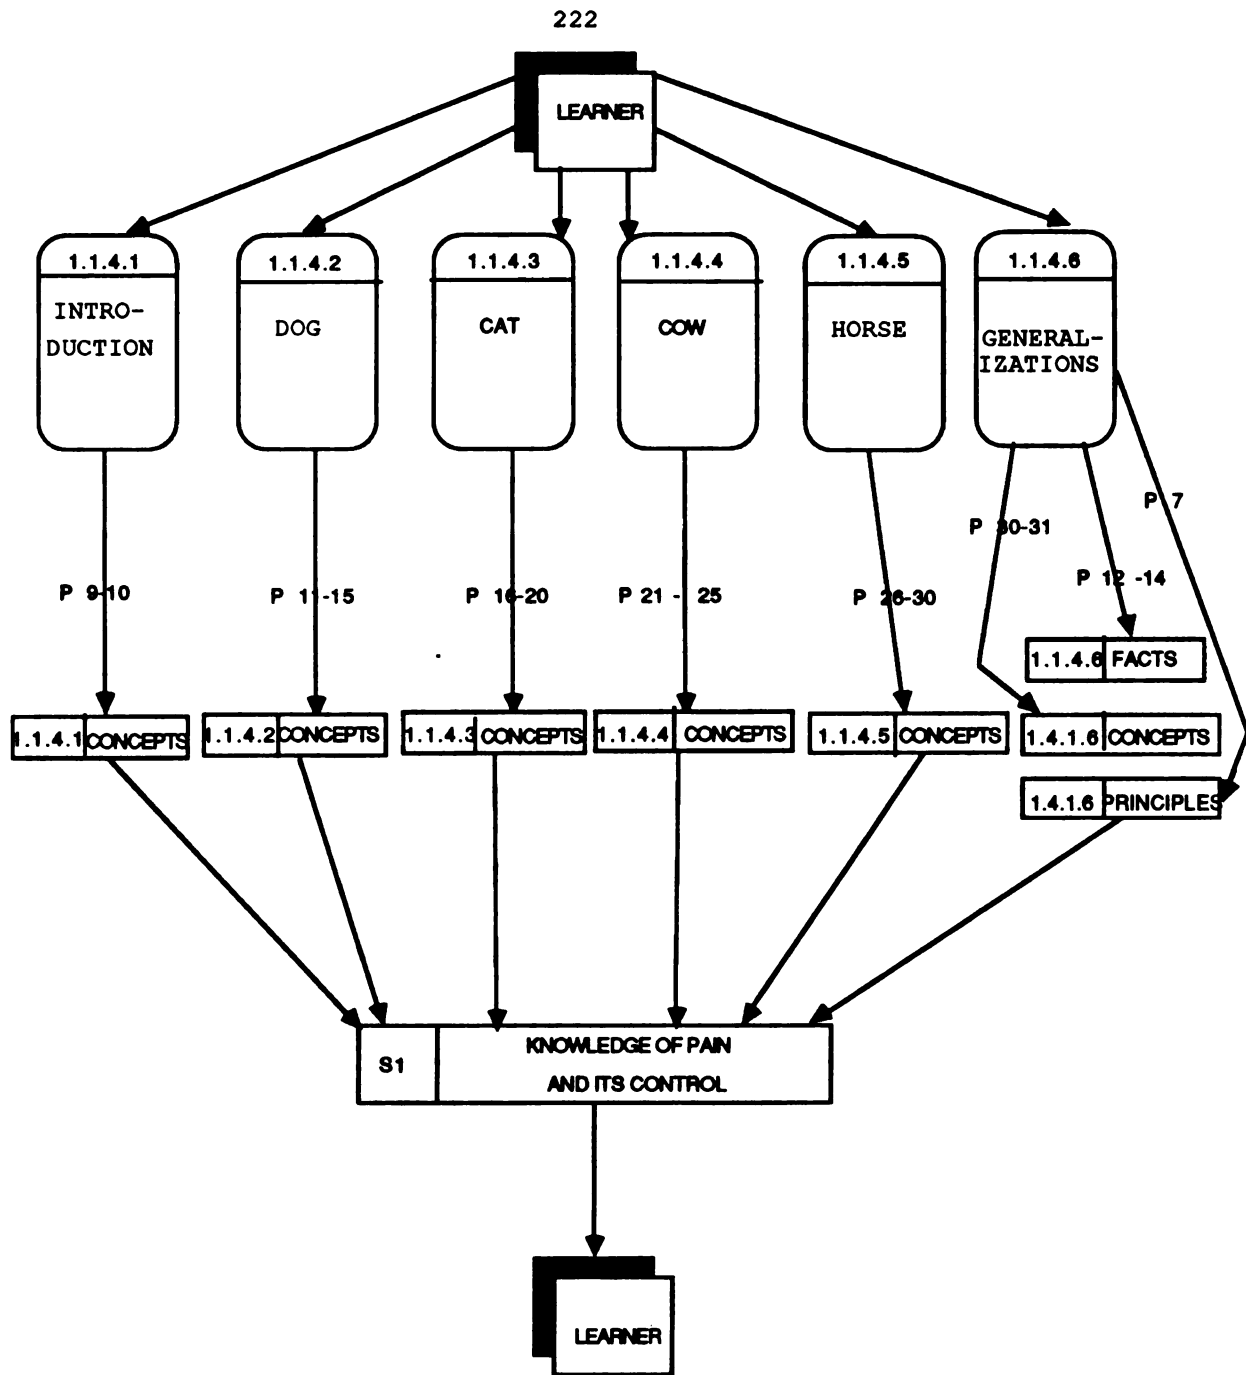 222
LEARNER
1.1.4.1
1.1.4.2
1.1.4.3
1.1.4.4
1.1.4.5
1.1.4.6
INTRO-
DUCTION
DOG
CAT
COW
HORSE
GENERAL-
IZATIONS
P 7
P 30-31
P 12 -14
P 9-10
P 11-15
P 16-20
P 21 - 25
P 26-30
1.1.4.6 FACTS
1.1.4.1 CONCEPTS
1.1.4.2 CONCEPTS
1.1.4.3 CONCEPTS
1.1.4.4 CONCEPTS
1.1.4.5 CONCEPTS
1.4.1.6 CONCEPTS
1.4.1.6 PRINCIPLES
S1
KNOWLEDGE OF PAIN
AND ITS CONTROL
LEARNER